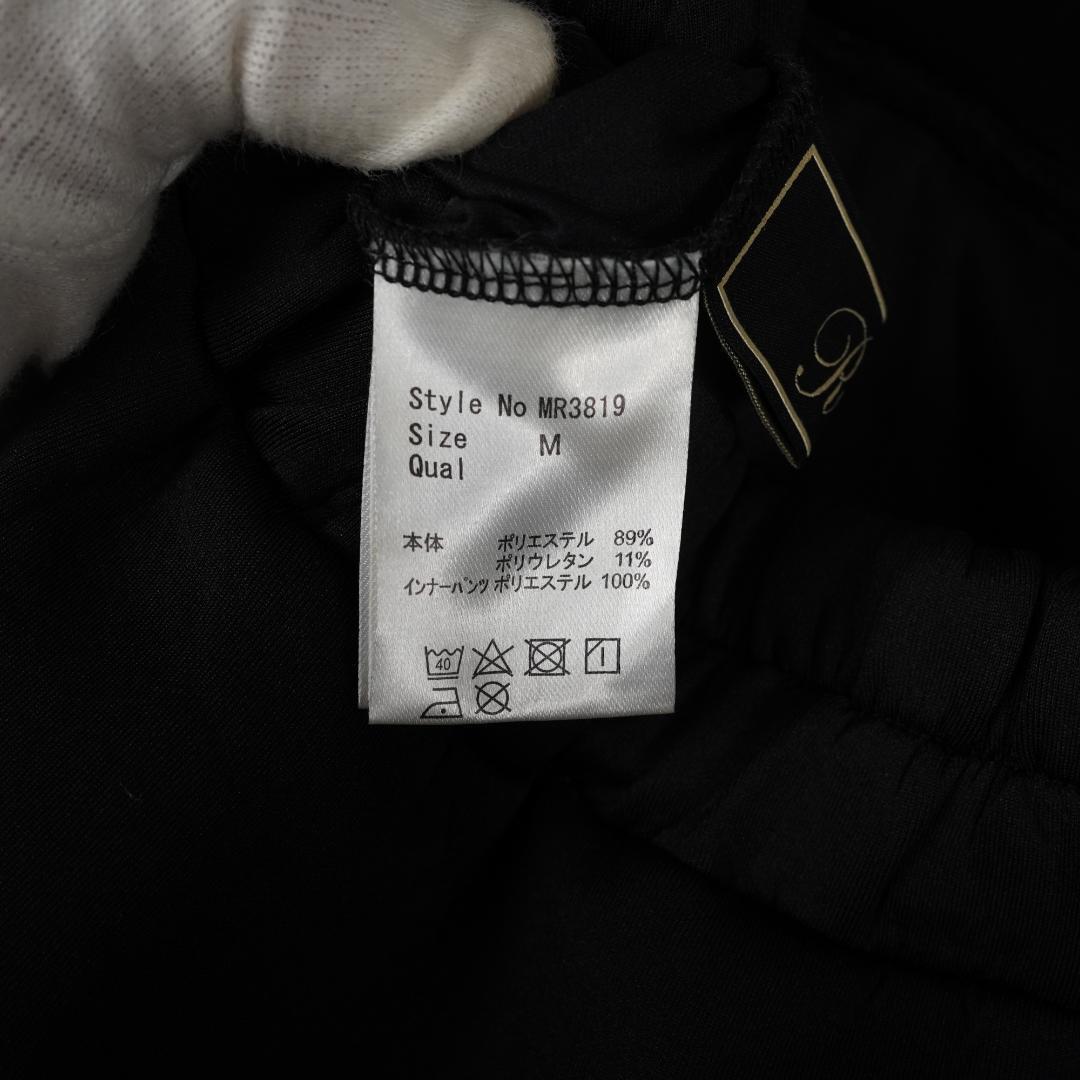 Style No MR3819
Size M
Qual
本体 ポリエステル 89%
ポリウレタン 11%
インナーパンツ ポリエステル 100%
40
R